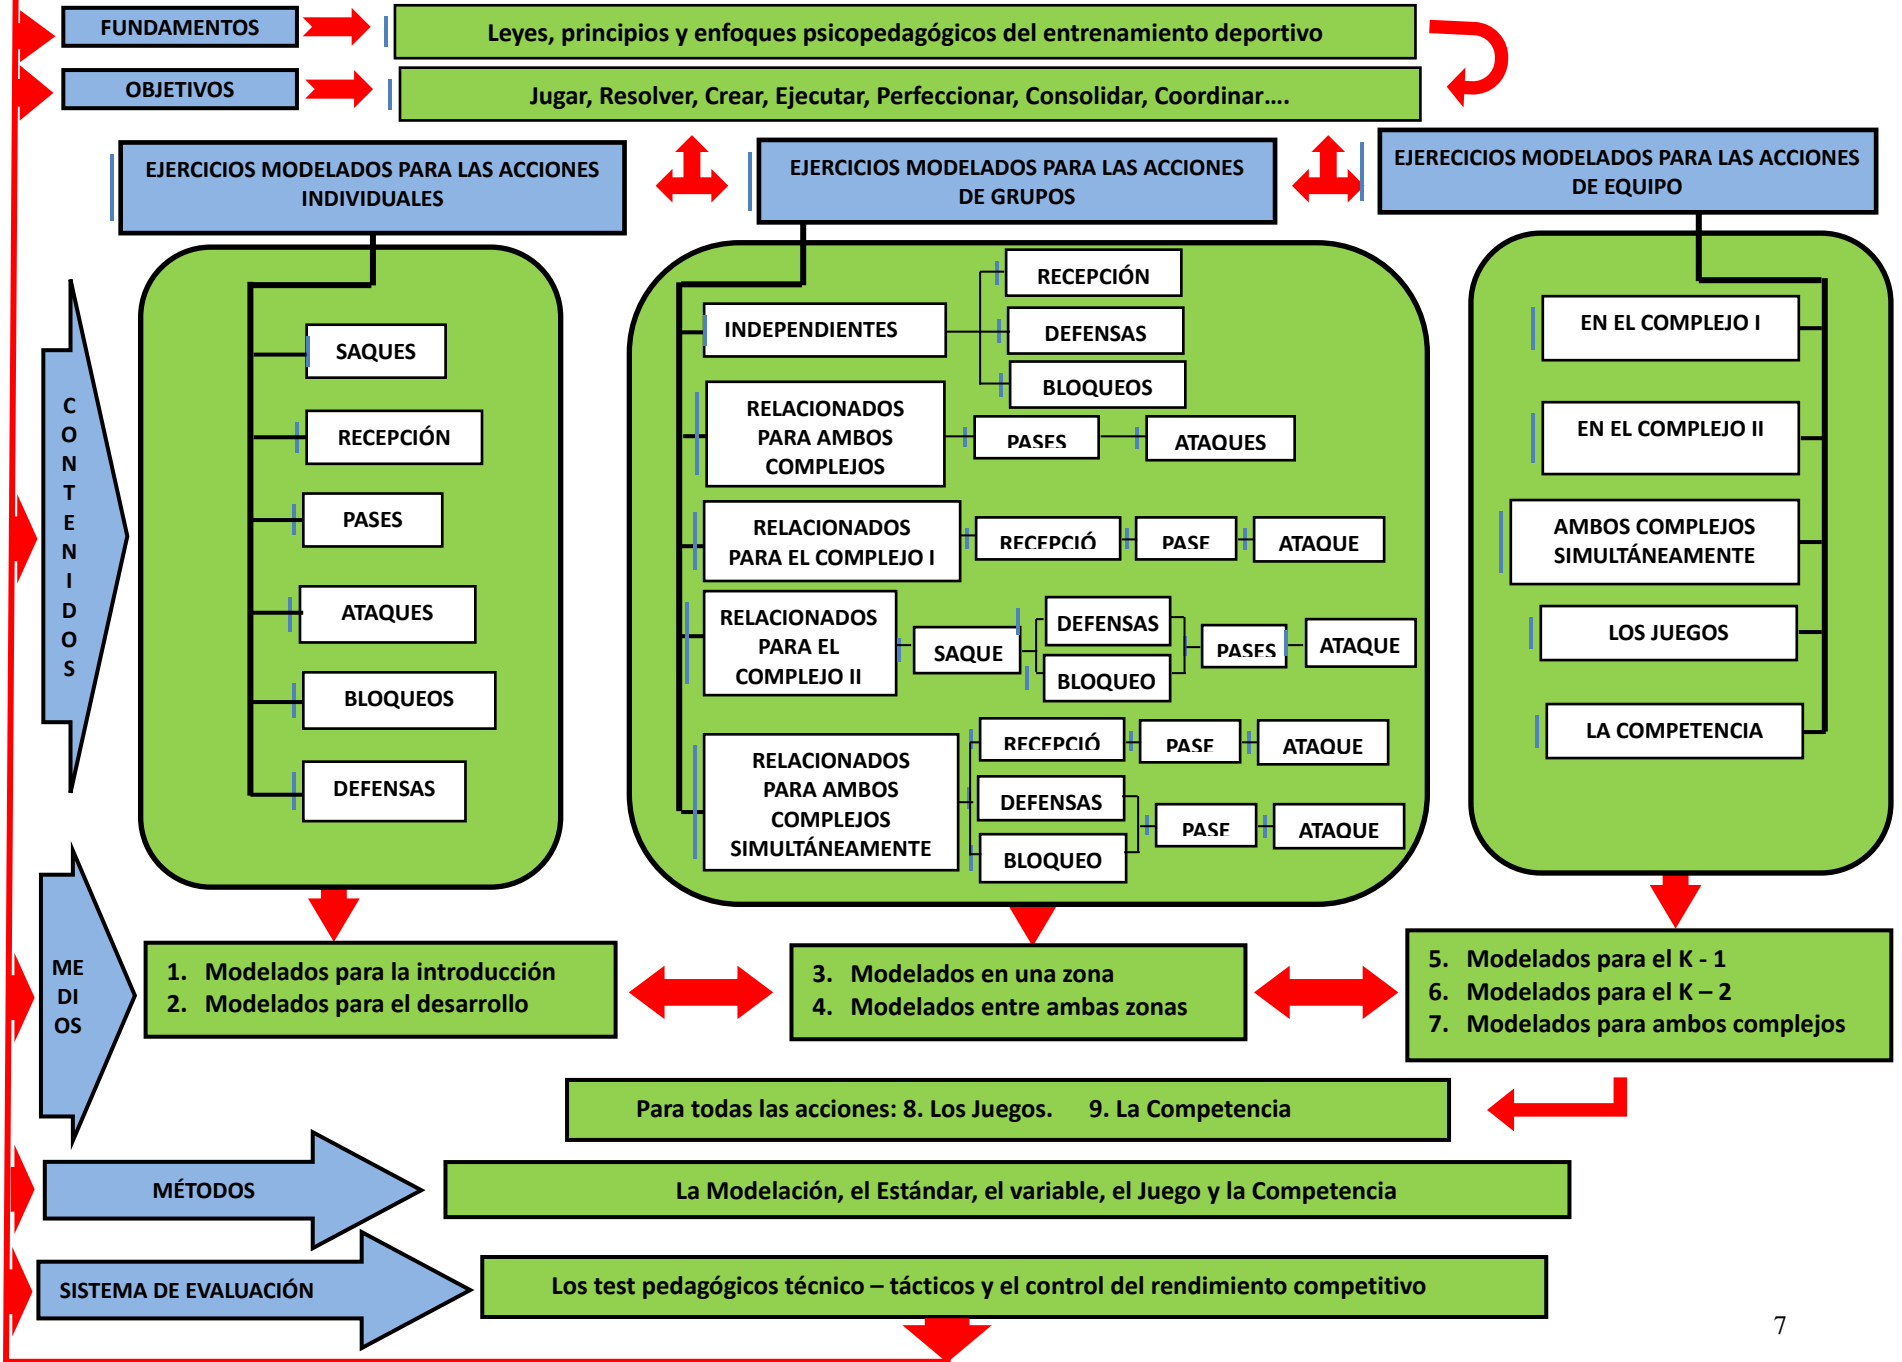 FUNDAMENTOS
Leyes, principios y enfoques psicopedagógicos del entrenamiento deportivo
OBJETIVOS
Jugar, Resolver, Crear, Ejecutar, Perfeccionar, Consolidar, Coordinar....
EJERCICIOS MODELADOS PARA LAS ACCIONES
INDIVIDUALES
EJERCICIOS MODELADOS PARA LAS ACCIONES
DE GRUPOS
EJERECICIOS MODELADOS PARA LAS ACCIONES
DE EQUIPO
C
O
N
T
E
N
I
D
O
S
SAQUES
RECEPCIÓN
PASES
ATAQUES
BLOQUEOS
DEFENSAS
INDEPENDIENTES
RECEPCIÓN
DEFENSAS
BLOQUEOS
RELACIONADOS
PARA AMBOS
COMPLEJOS
PASES
ATAQUES
RELACIONADOS
PARA EL COMPLEJO I
RECEPCIÓ
PASE
ATAQUE
RELACIONADOS
PARA EL
COMPLEJO II
SAQUE
DEFENSAS
BLOQUEO
PASES
ATAQUE
RELACIONADOS
PARA AMBOS
COMPLEJOS
SIMULTÁNEAMENTE
RECEPCIÓ
PASE
ATAQUE
DEFENSAS
BLOQUEO
PASE
ATAQUE
EN EL COMPLEJO I
EN EL COMPLEJO II
AMBOS COMPLEJOS
SIMULTÁNEAMENTE
LOS JUEGOS
LA COMPETENCIA
ME
DI
OS
1. Modelados para la introducción
2. Modelados para el desarrollo
3. Modelados en una zona
4. Modelados entre ambas zonas
5. Modelados para el K - 1
6. Modelados para el K – 2
7. Modelados para ambos complejos
Para todas las acciones: 8. Los Juegos. 9. La Competencia
MÉTODOS
La Modelación, el Estándar, el variable, el Juego y la Competencia
SISTEMA DE EVALUACIÓN
Los test pedagógicos técnico – tácticos y el control del rendimiento competitivo
7